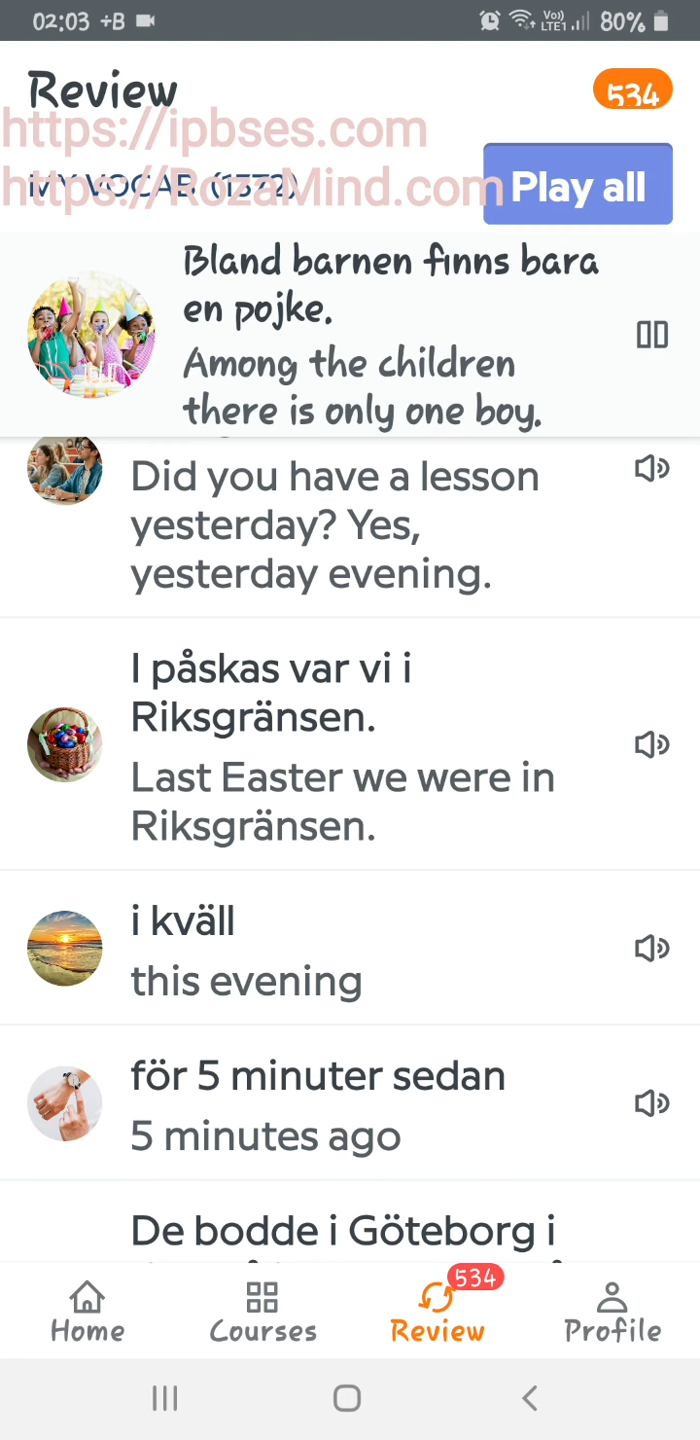 02:03 +B
Vo)) LTE1 80%
Review
534
https://ipbses.com
MY VOCAB (1572)
https://RozaMind.com
Play all
Bland barnen finns bara
en pojke.
Among the children
there is only one boy.
Did you have a lesson
yesterday? Yes,
yesterday evening.
I påskas var vi i
Riksgränsen.
Last Easter we were in
Riksgränsen.
i kväll
this evening
för 5 minuter sedan
5 minutes ago
De bodde i Göteborg i
534
Home
Courses
Review
Profile